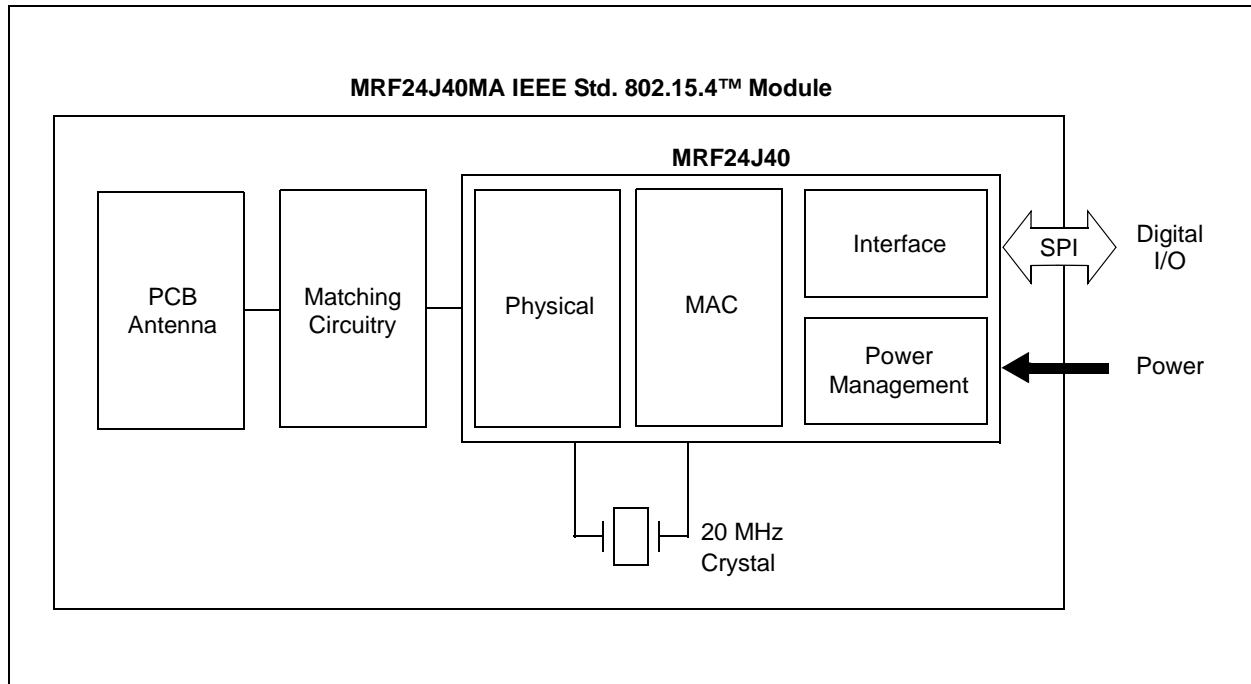 MRF24J40MA IEEE Std. 802.15.4™ Module
MRF24J40
PCB
Antenna
Matching
Circuitry
Physical
MAC
Interface
Power
Management
SPI
Digital
I/O
Power
20 MHz
Crystal